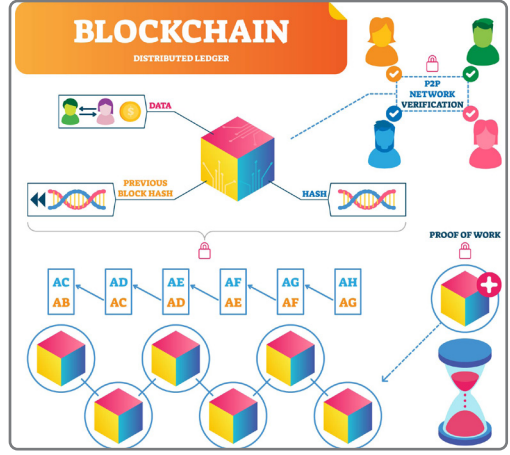 BLOCKCHAIN
DISTRIBUTED LEDGER
P2P
NETWORK
VERIFICATION
DATA
PREVIOUS
BLOCK HASH
HASH
PROOF OF WORK
AC AD AE AF AG AH
AB AC AD AE AF AG